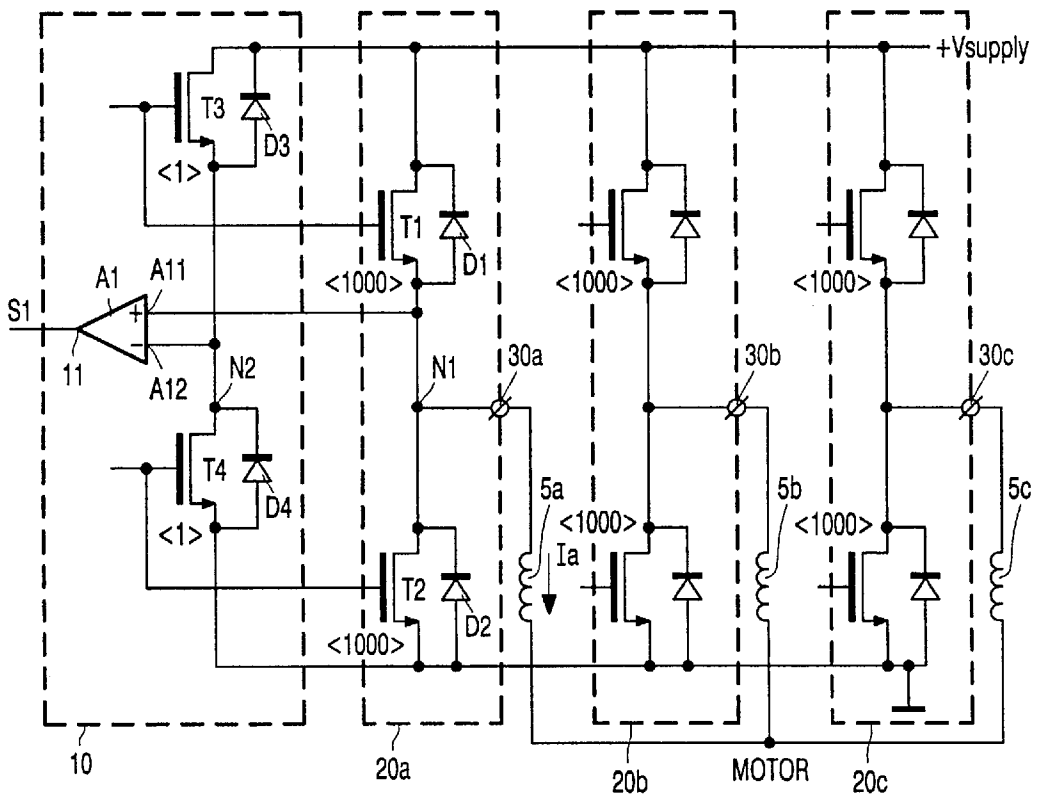 +Vsupply
T3
D3
<1>
T1
D1
<1000>
<1000>
<1000>
S1
A1
A11
+
−
11
A12
N2
N1
30a
30b
30c
T4
D4
<1>
5a
5b
5c
Ia
<1000>
<1000>
T2
D2
<1000>
10
20a
20b
MOTOR
20c